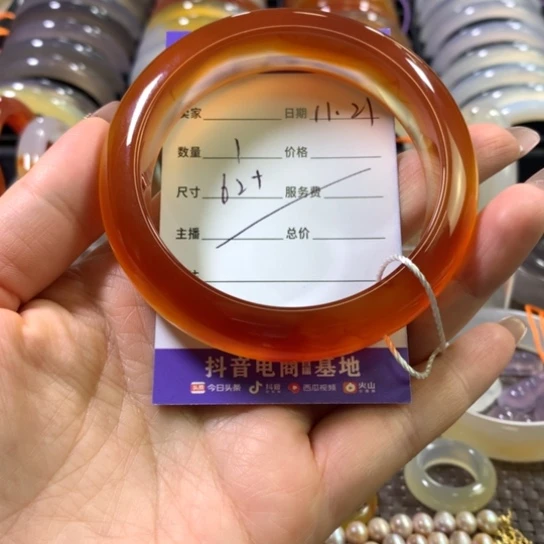 卖家 日期 11.21
数量 1 价格
尺寸 62+ 服务费
主播 总价
抖音电商 基地
今日头条 抖音 西瓜视频 火山